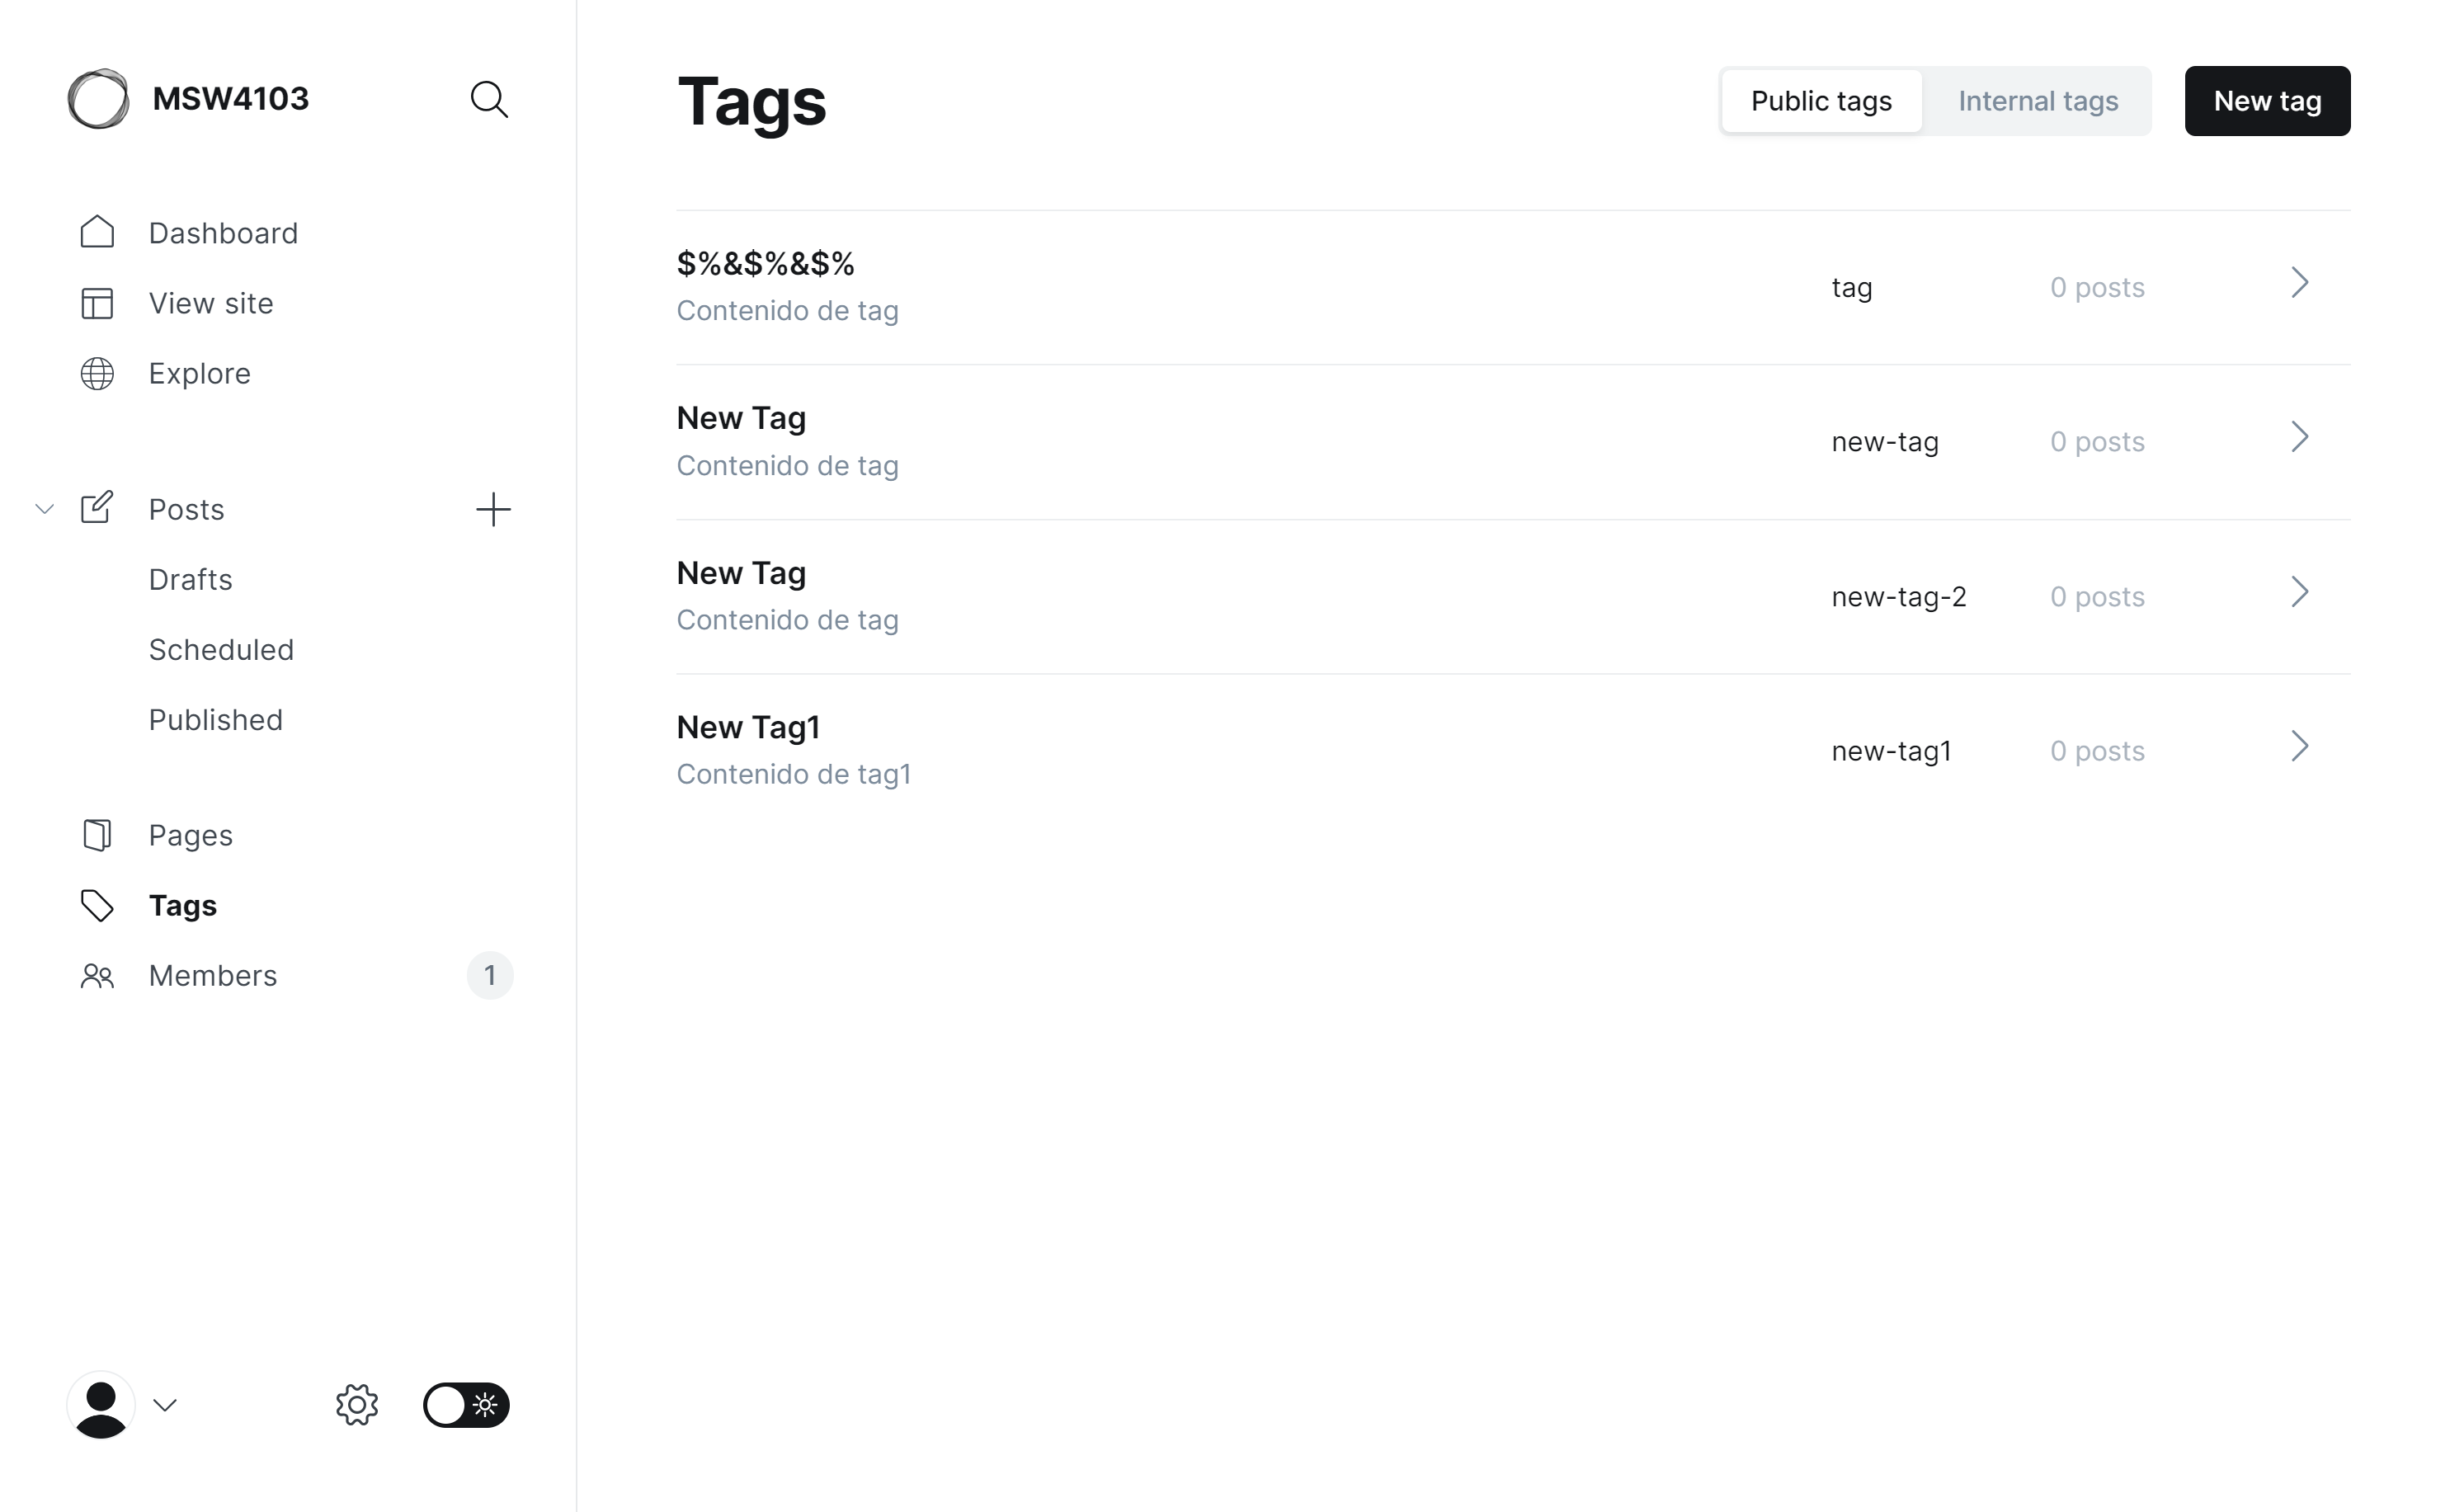 MSW4103
Dashboard
View site
Explore
Posts
Drafts
Scheduled
Published
Pages
Tags
Members 1
Tags
Public tags Internal tags New tag
$%&$%&$%
Contenido de tag
tag 0 posts
New Tag
Contenido de tag
new-tag 0 posts
New Tag
Contenido de tag
new-tag-2 0 posts
New Tag1
Contenido de tag1
new-tag1 0 posts